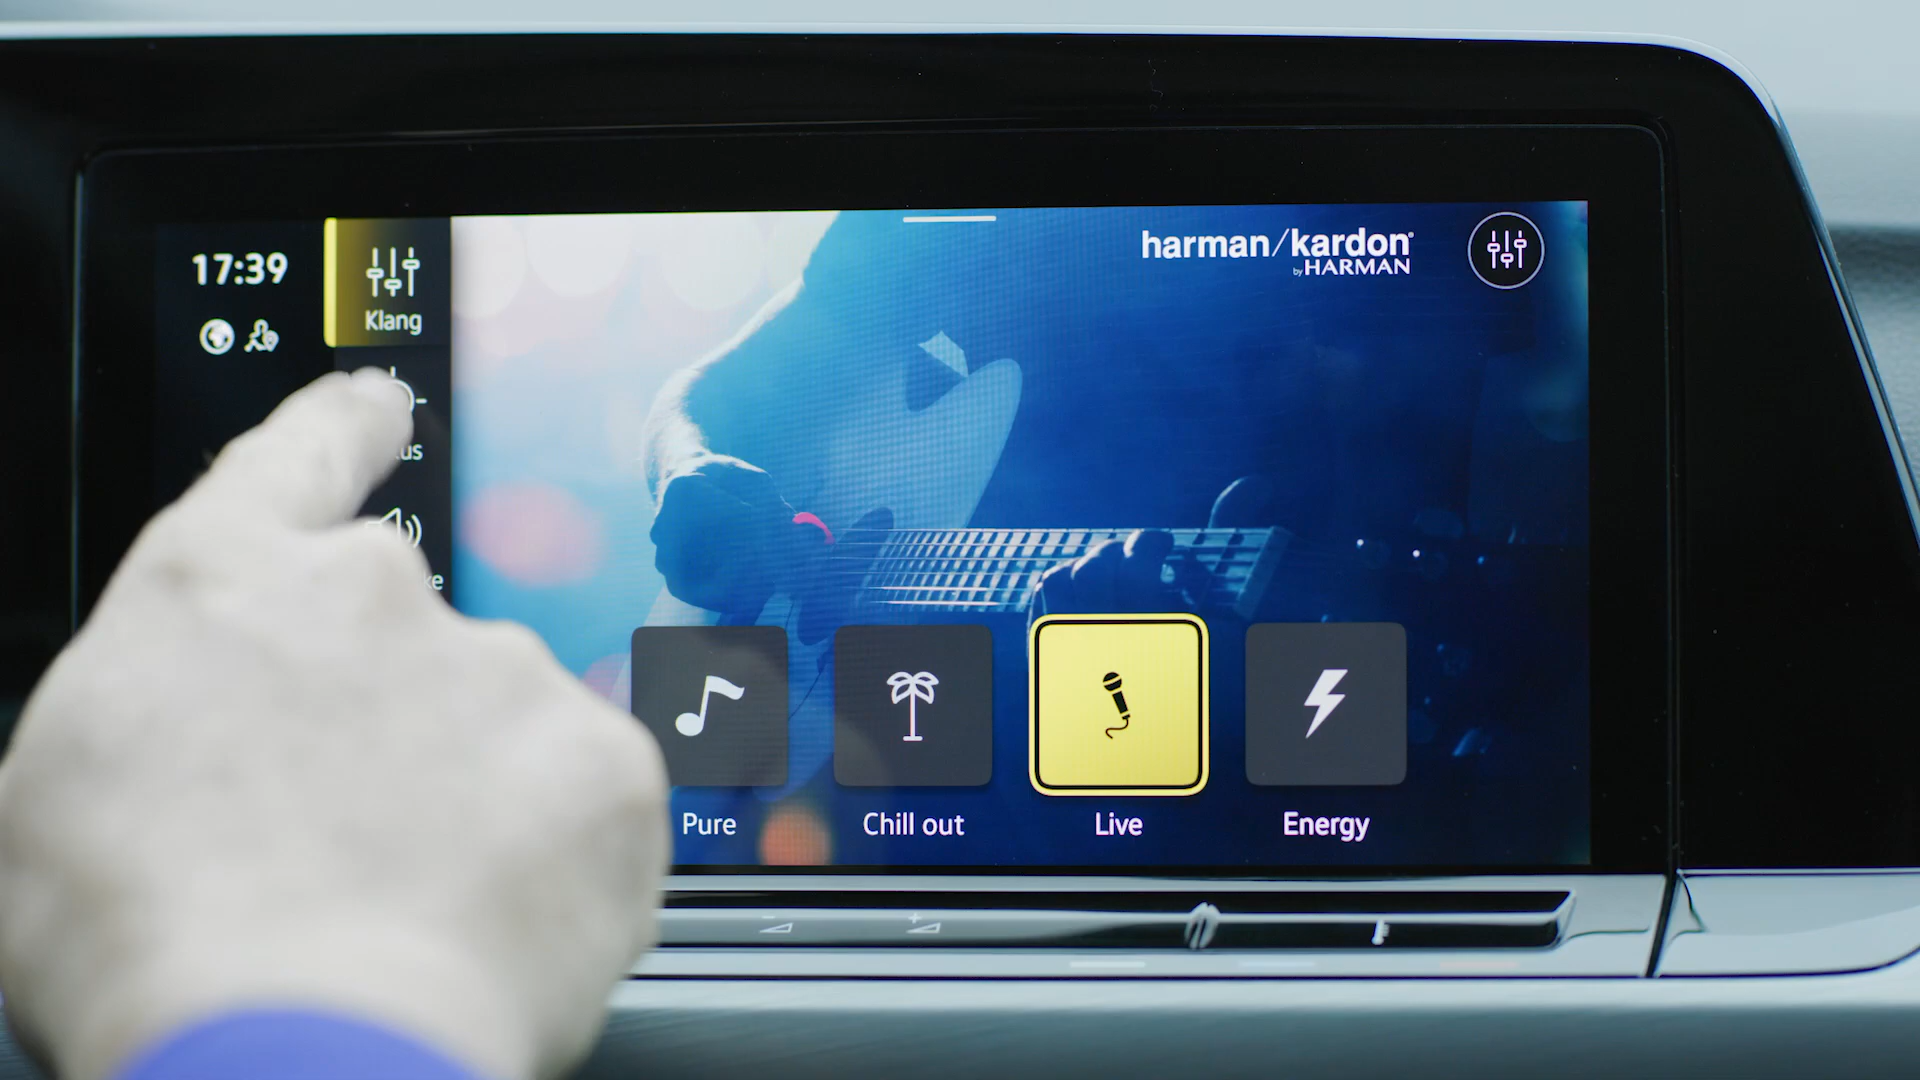 17:39
Klang
harman/kardon
by HARMAN
Pure
Chill out
Live
Energy